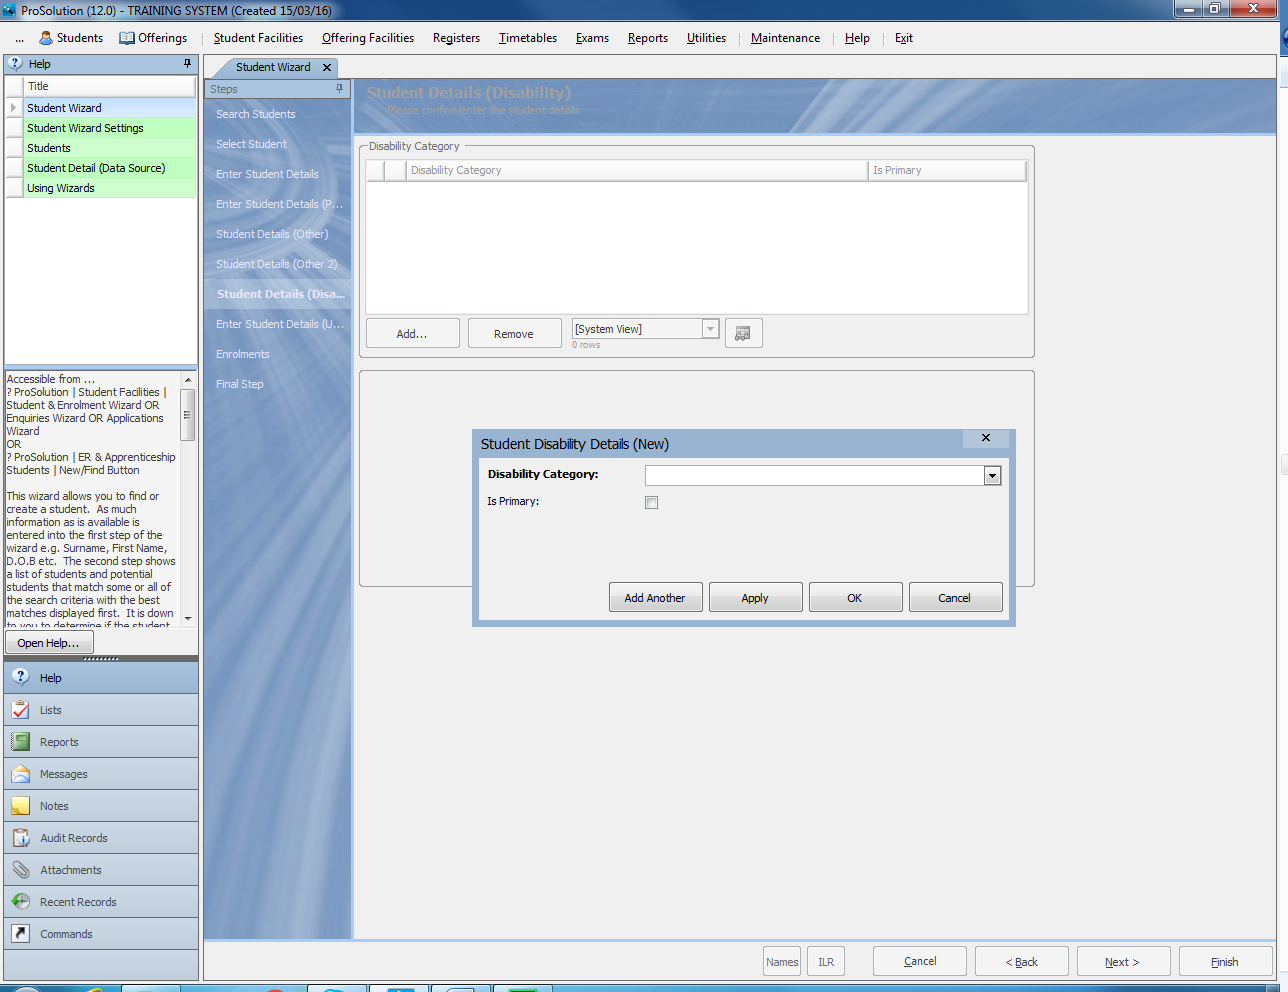 ProSolution (12.0) - TRAINING SYSTEM (Created 15/03/16)
... Students Offerings Student Facilities Offering Facilities Registers Timetables Exams Reports Utilities Maintenance Help Exit
Help
Title
Student Wizard
Student Wizard Settings
Students
Student Detail (Data Source)
Using Wizards
Accessible from ...
? ProSolution | Student Facilities |
Student & Enrolment Wizard OR
Enquiries Wizard OR Applications
Wizard
OR
? ProSolution | ER & Apprenticeship
Students | New/Find Button
This wizard allows you to find or
create a student. As much
information as is available is
entered into the first step of the
wizard e.g. Surname, First Name,
D.O.B etc. The second step shows
a list of students and potential
students that match some or all of
the search criteria with the best
matches displayed first. It is down
to you to determine if the student
Open Help...
Help
Lists
Reports
Messages
Notes
Audit Records
Attachments
Recent Records
Commands
Student Wizard
Steps
Search Students
Select Student
Enter Student Details
Enter Student Details (P...
Student Details (Other)
Student Details (Other 2)
Student Details (Disa...
Enter Student Details (U...
Enrolments
Final Step
Student Details (Disability)
Please confirm/enter the student details
Disability Category
Disability Category Is Primary
Add... Remove [System View]
0 rows
Student Disability Details (New)
Disability Category:
Is Primary:
Add Another Apply OK Cancel
Names ILR Cancel < Back Next > Finish